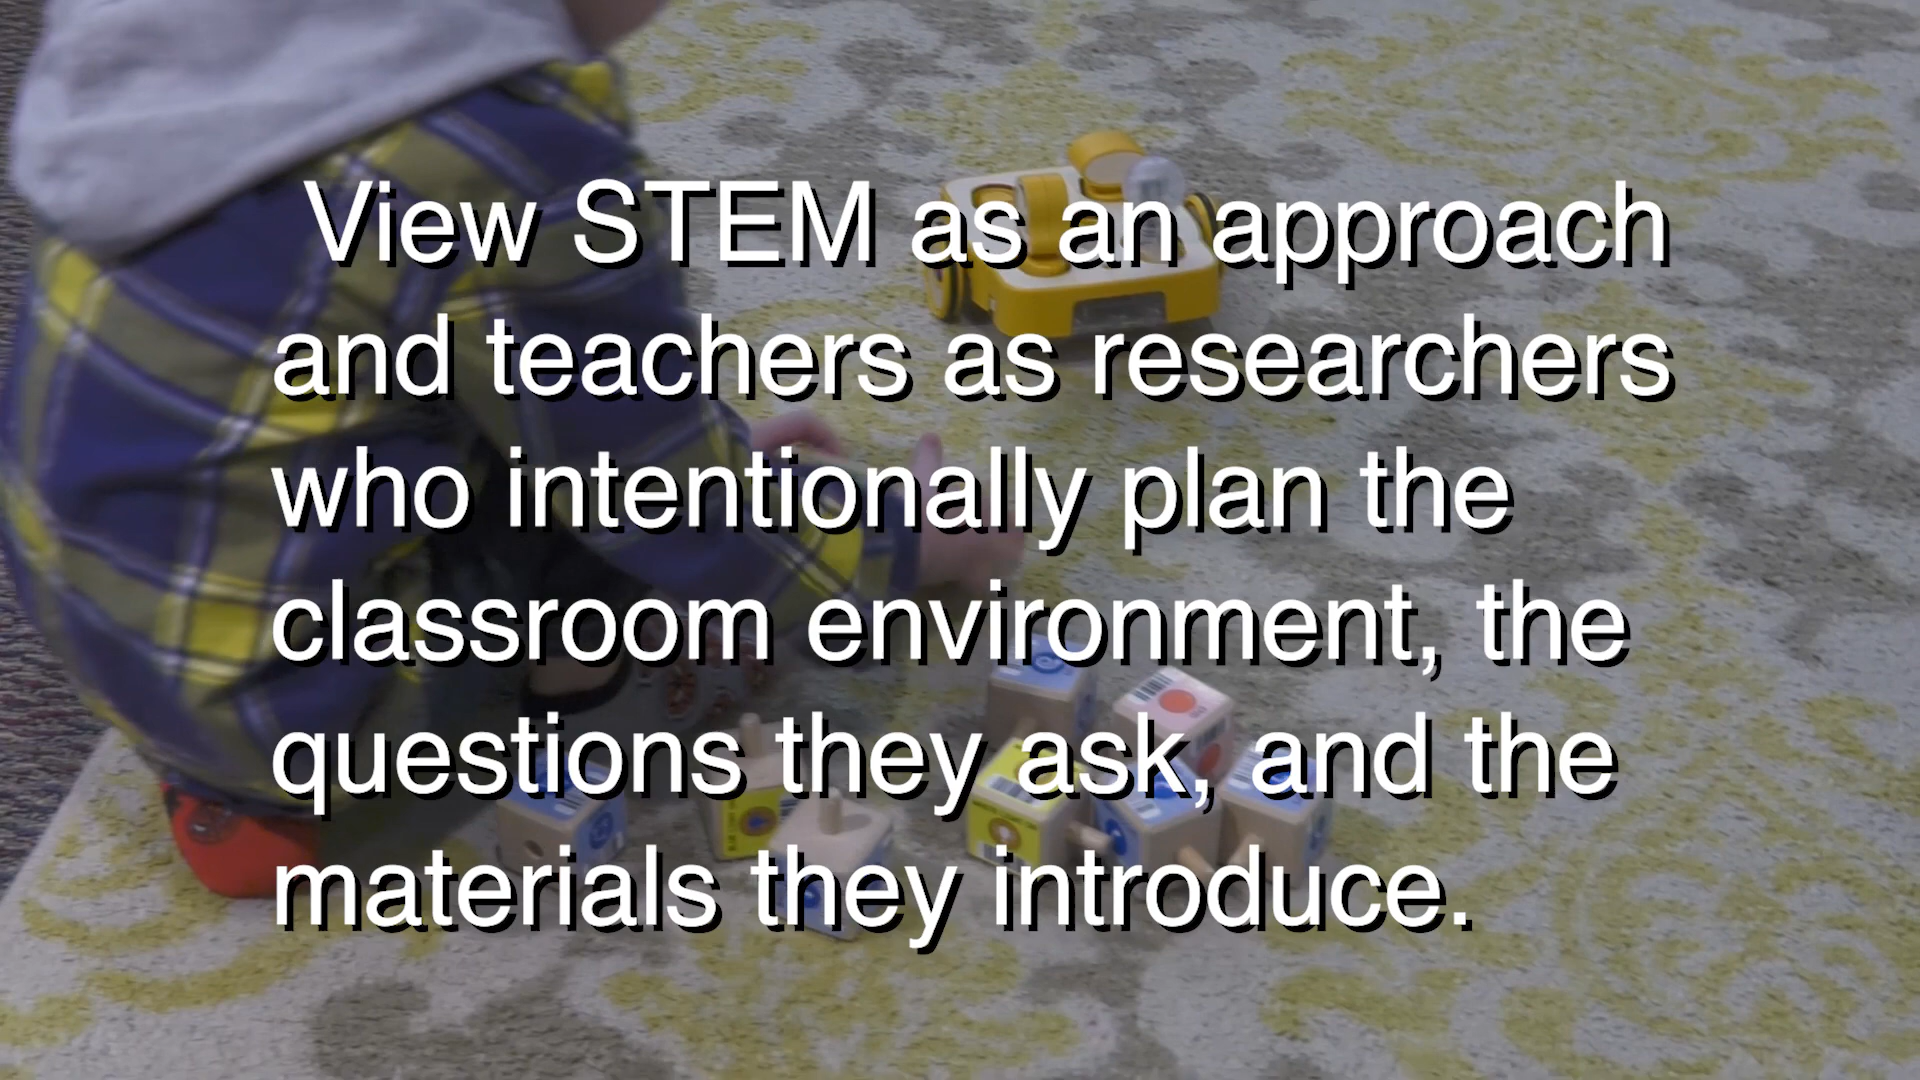 View STEM as an approach
and teachers as researchers
who intentionally plan the
classroom environment, the
questions they ask, and the
materials they introduce.